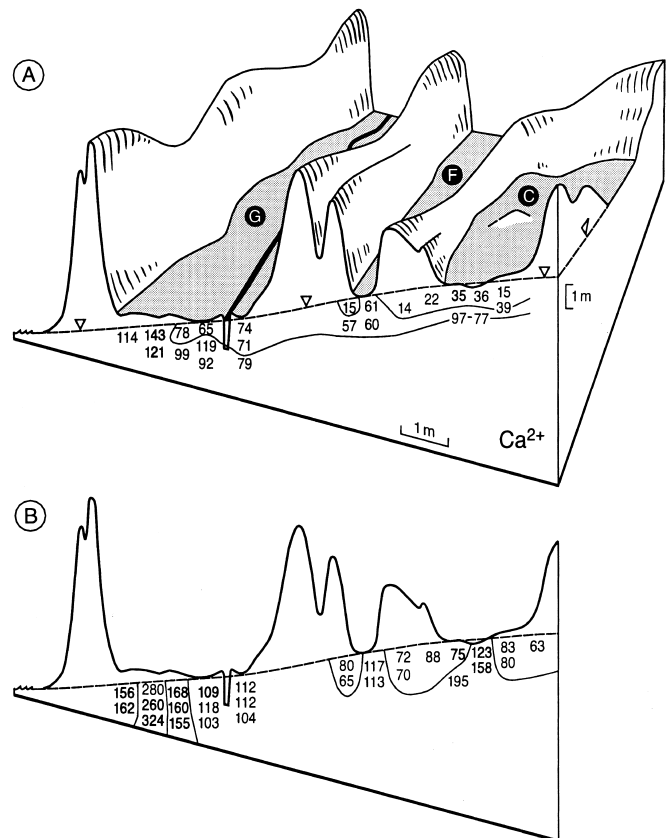 A
G
F
C
1m
15 61 14 22 35 36 15
57 60 97-77 39
114 143 78 65 74
121 99 119 71
92 79
1m
Ca2+
B
156 280 168 109 112
162 260 160 118 112
324 155 103 104
80 117 72 88 75 123 83 63
65 113 70 195 158 80